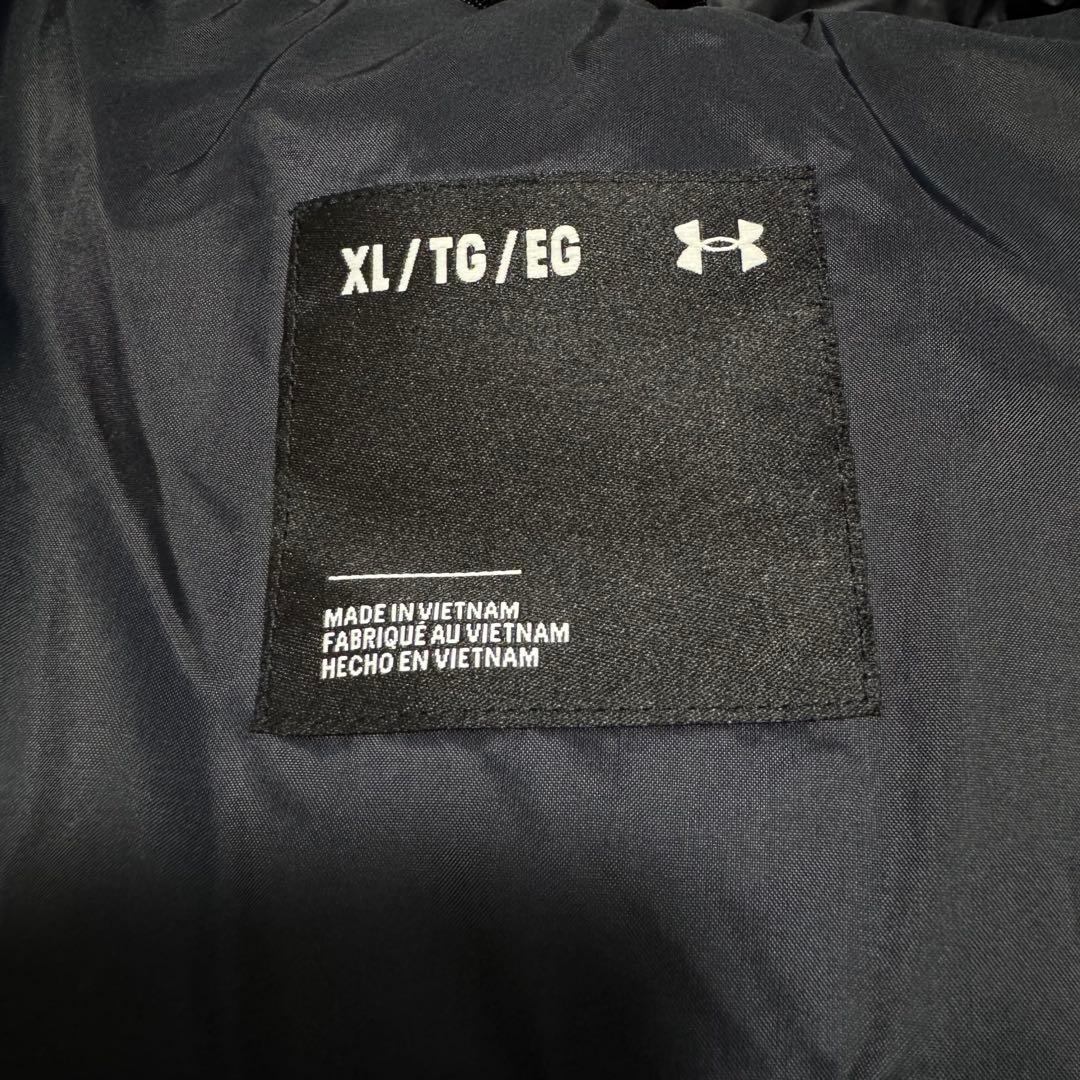 XL/TG/EG
MADE IN VIETNAM
FABRIQUÉ AU VIETNAM
HECHO EN VIETNAM